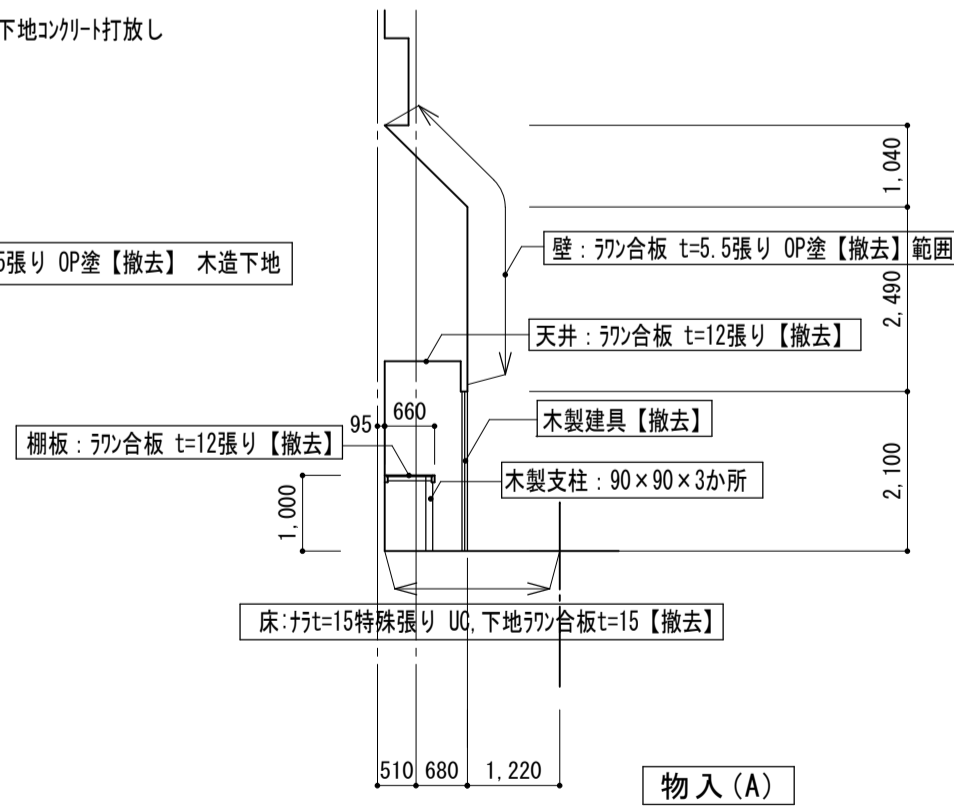 下地コンクリート打放し
1,040
5張り OP塗【撤去】 木造下地
壁：ラワン合板 t=5.5張り OP塗【撤去】範囲
2,490
天井：ラワン合板 t=12張り【撤去】
95 660
木製建具【撤去】
棚板：ラワン合板 t=12張り【撤去】
2,100
木製支柱：90×90×3か所
1,000
床:ナラt=15特殊張り UC,下地ラワン合板t=15【撤去】
510 680 1,220
物入(A)